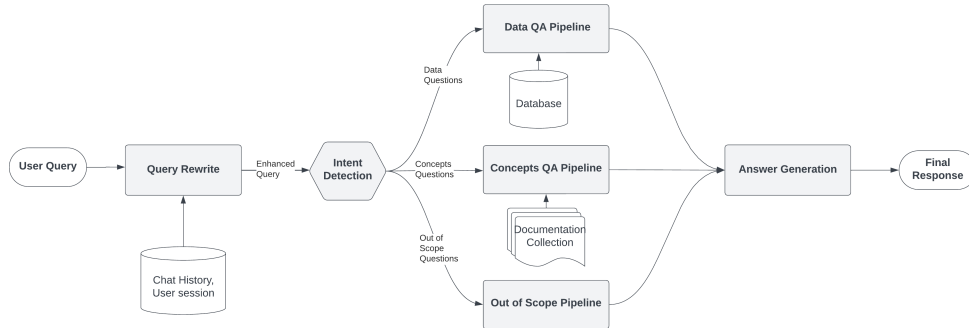 Data QA Pipeline
Data
Questions
Database
User Query
Query Rewrite
Enhanced
Query
Intent
Detection
Concepts
Questions
Concepts QA Pipeline
Answer Generation
Final
Response
Documentation
Collection
Out of
Scope
Questions
Chat History,
User session
Out of Scope Pipeline